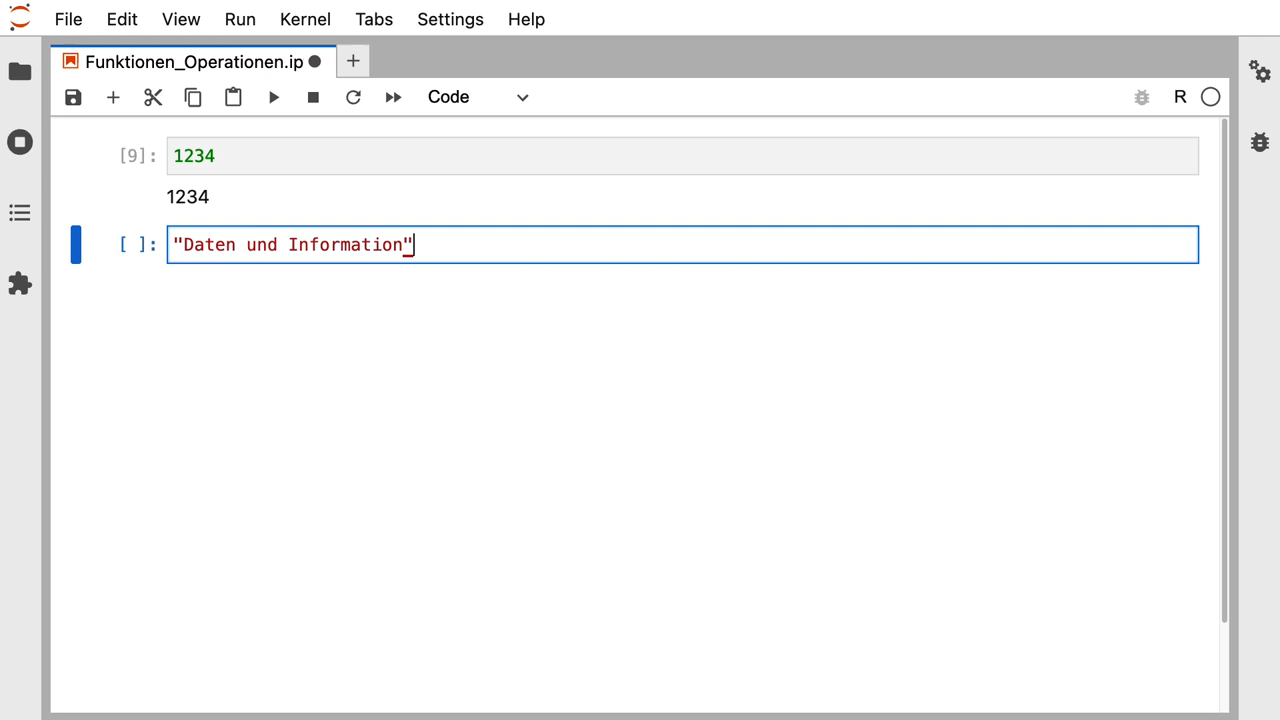 File Edit View Run Kernel Tabs Settings Help
Funktionen_Operationen.ip
Code R
[9]: 1234
1234
[ ]: "Daten und Information"